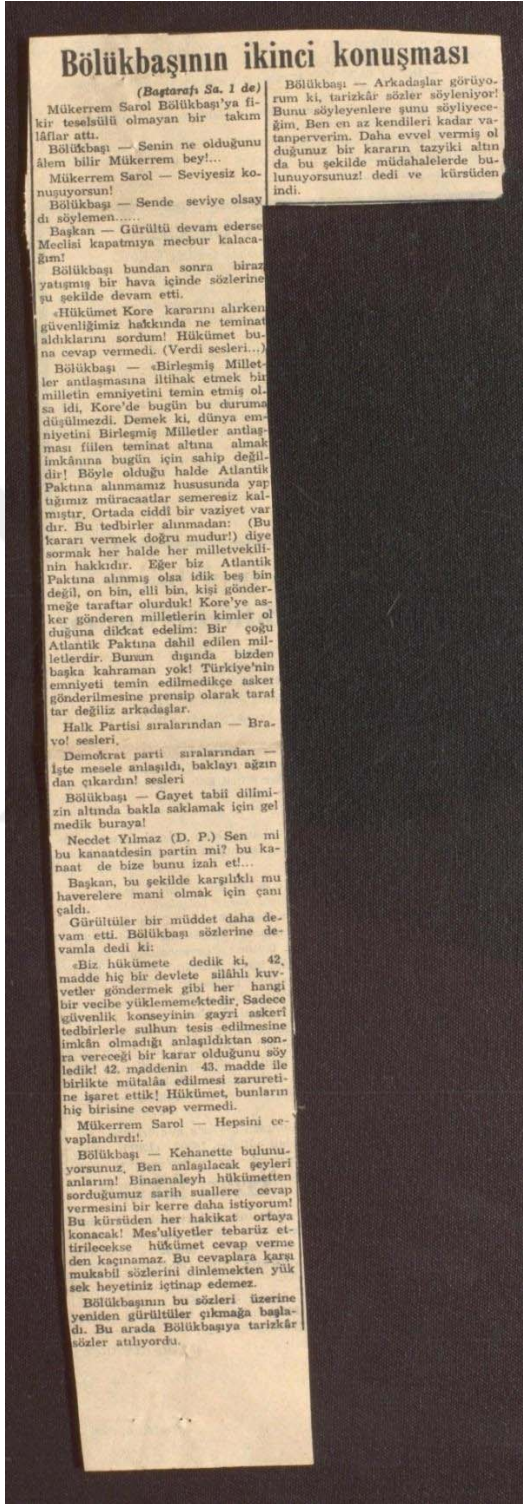 Bölükbaşının ikinci konuşması
(Baştarafı Sa. 1 de)
Mükerrem Sarol Bölükbaşı'ya fi-
kir teselsülü olmayan bir takım
lâflar attı.
Bölükbaşı — Senin ne olduğunu
âlem bilir Mükerrem bey!...
Mükerrem Sarol — Seviyesiz ko-
nuşuyorsun!
Bölükbaşı — Sende seviye olsay
dı söylemen......
Başkan — Gürültü devam ederse
Meclisi kapatmıya mecbur kalaca-
ğım!
Bölükbaşı bundan sonra biraz
yatışmış bir hava içinde sözlerine
şu şekilde devam etti.
«Hükümet Kore kararını alırken
güvenliğimiz hakkında ne teminat
aldıklarını sordum! Hükümet bu-
na cevap vermedi. (Verdi sesleri...)
Bölükbaşı — «Birleşmiş Millet-
ler antlaşmasına iltihak etmek bir
milletin emniyetini temin etmiş ol-
sa idi, Kore'de bugün bu duruma
düşülmezdi. Demek ki, dünya em-
niyetini Birleşmiş Milletler antlaş-
ması fiilen teminat altına almak
imkânına bugün için sahip değil-
dir! Böyle olduğu halde Atlantik
Paktına alınmamız hususunda yap
tığımız müracaatlar semeresiz kal-
mıştır. Ortada ciddî bir vaziyet var
dır. Bu tedbirler alınmadan: (Bu
kararı vermek doğru mudur!) diye
sormak her halde her milletvekili-
nin hakkıdır. Eğer biz Atlantik
Paktına alınmış olsa idik beş bin
değil, on bin, elli bin, kişi gönder-
meğe taraftar olurduk! Kore'ye as-
ker gönderen milletlerin kimler ol
duğuna dikkat edelim: Bir çoğu
Atlantik Paktına dahil edilen mil-
letlerdir. Bunun dışında bizden
başka kahraman yok! Türkiye'nin
emniyeti temin edilmedikçe asker
gönderilmesine prensip olarak taraf
tar değiliz arkadaşlar.
Halk Partisi sıralarından — Bra-
vo! sesleri.
Demokrat parti sıralarından —
İşte mesele anlaşıldı, baklayı ağzın
dan çıkardın! sesleri
Bölükbaşı — Gayet tabii dilimi-
zin altında bakla saklamak için gel
medik buraya!
Necdet Yılmaz (D. P.) Sen mi
bu kanaatdesin partin mi? bu ka-
naat de bize bunu izah et!...
Başkan, bu şekilde karşılıklı mu
haverelere mani olmak için çanı
çaldı.
Gürültüler bir müddet daha de-
vam etti. Bölükbaşı sözlerine de-
vamla dedi ki:
«Biz hükümete dedik ki, 42.
madde hiç bir devlete silâhlı kuv-
vetler göndermek gibi her hangi
bir vecibe yüklememektedir. Sadece
güvenlik konseyinin gayri askerî
tedbirlerle sulhun tesis edilmesine
imkân olmadığı anlaşıldıktan son-
ra vereceği bir karar olduğunu söy
ledik! 42. maddenin 43. madde ile
birlikte mütalâa edilmesi zarureti-
ne işaret ettik! Hükümet, bunların
hiç birisine cevap vermedi.
Mükerrem Sarol — Hepsini ce-
vaplandırdı!.
Bölükbaşı — Kehanette bulunu-
yorsunuz. Ben anlaşılacak şeyleri
anlarım! Binaenaleyh hükümetten
sorduğumuz sarih suallere cevap
vermesini bir kerre daha istiyorum!
Bu kürsüden her hakikat ortaya
konacak! Mes'uliyetler tebarüz et-
tirilecekse hükümet cevap verme
den kaçınamaz. Bu cevaplara karşı
mukabil sözlerini dinlemekten yük
sek heyetiniz içtinap edemez.
Bölükbaşının bu sözleri üzerine
yeniden gürültüler çıkmağa başla-
dı. Bu arada Bölükbaşıya tarizkâr
sözler atılıyordu.
Bölükbaşı — Arkadaşlar görüyo-
rum ki, tarizkâr sözler söyleniyor!
Bunu söyleyenlere şunu söyliyece-
ğim. Ben en az kendileri kadar va-
tanperverim. Daha evvel vermiş ol
duğunuz bir kararın tazyiki altın
da bu şekilde müdahalelerde bu-
lunuyorsunuz! dedi ve kürsüden
indi.